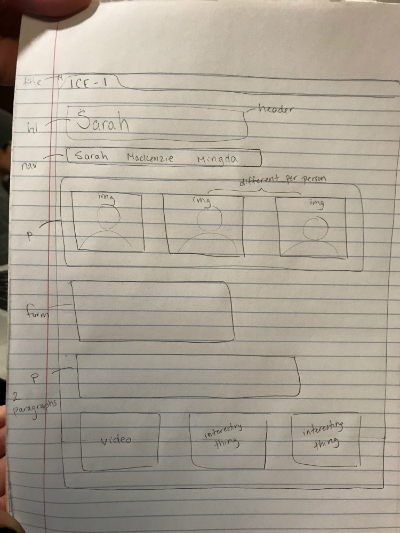 title ICE-1
header
h1 Sarah
nav Sarah Mackenzie Mingda
different per person
img img img
p
form
p
2 paragraphs
video interesting thing interesting thing